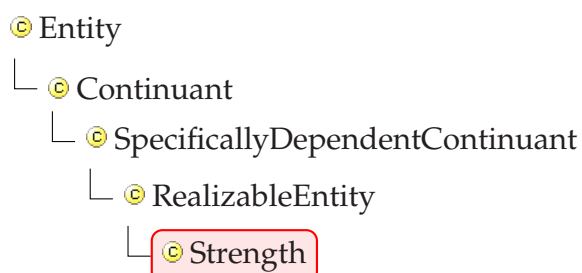 Entity
Continuant
SpecificallyDependentContinuant
RealizableEntity
Strength